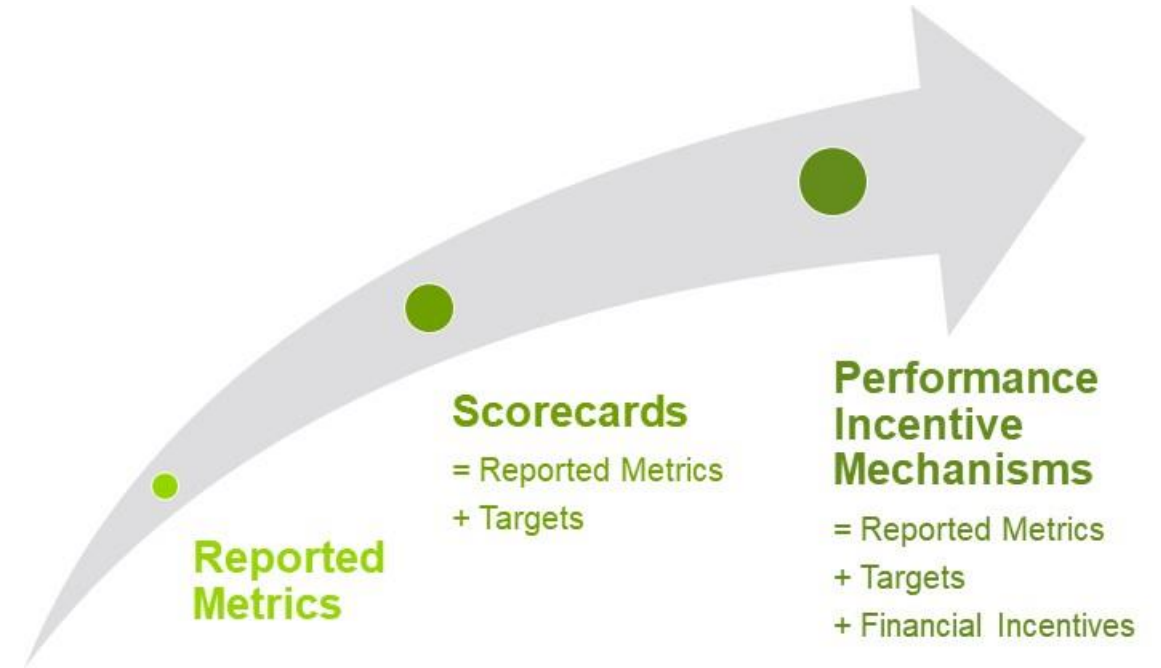 Reported
Metrics
Scorecards
= Reported Metrics
+ Targets
Performance
Incentive
Mechanisms
= Reported Metrics
+ Targets
+ Financial Incentives